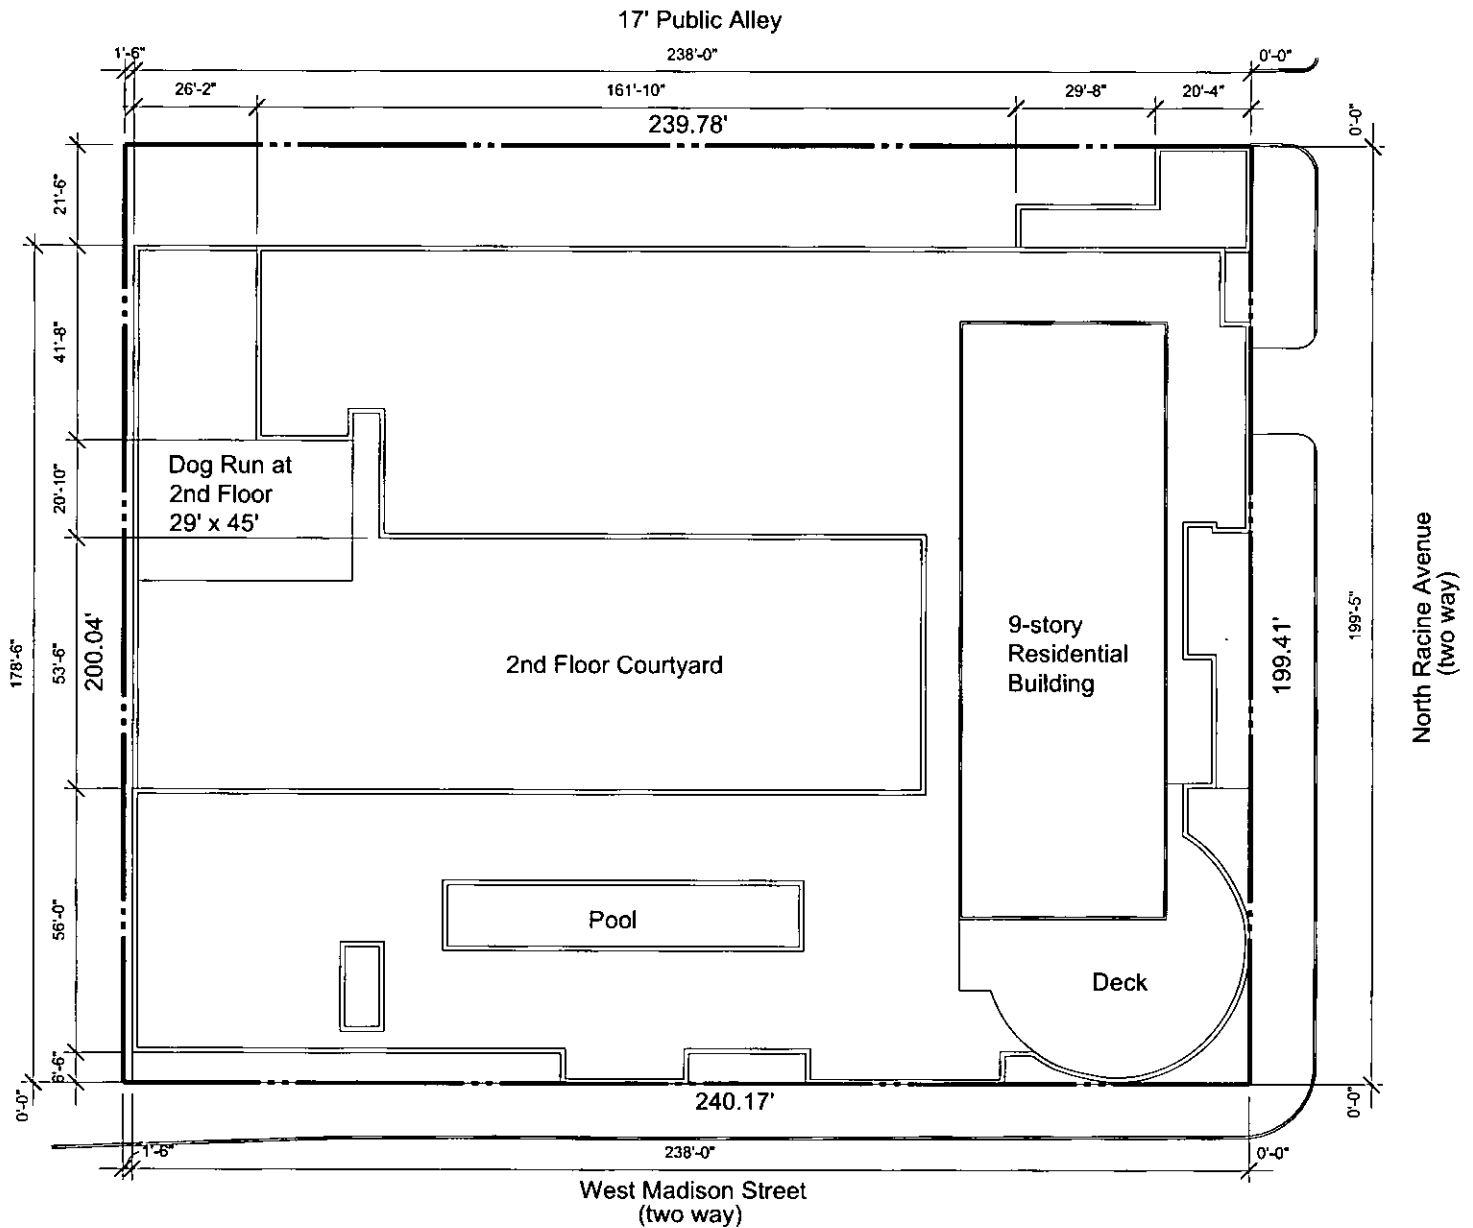 17' Public Alley
1'-6"
238'-0"
0'-0"
26'-2"
161'-10"
29'-8"
20'-4"
239.78'
0'-0"
21'-6"
41'-8"
Dog Run at
2nd Floor
29' x 45'
20'-10"
178'-6"
53'-6"
200.04'
2nd Floor Courtyard
9-story
Residential
Building
199.41'
199'-5"
North Racine Avenue
(two way)
56'-0"
Pool
Deck
6'-6"
0'-0"
240.17'
0'-0"
1'-6"
238'-0"
0'-0"
West Madison Street
(two way)